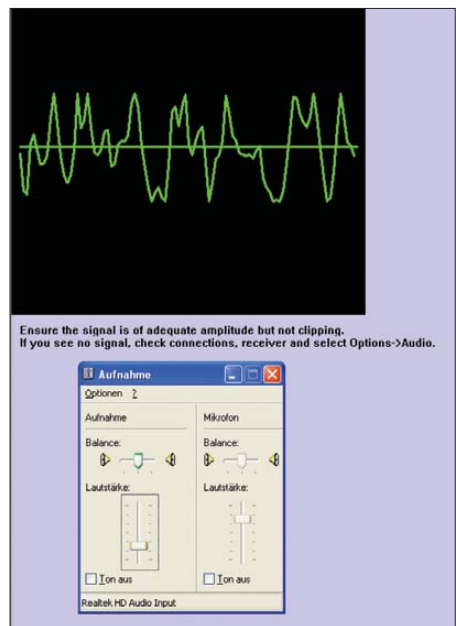 Ensure the signal is of adequate amplitude but not clipping.
If you see no signal, check connections, receiver and select Options->Audio.
Aufnahme
Optionen ?
Aufnahme Mikrofon
Balance: Balance:
Lautstärke: Lautstärke:
Ton aus Ton aus
Realtek HD Audio Input